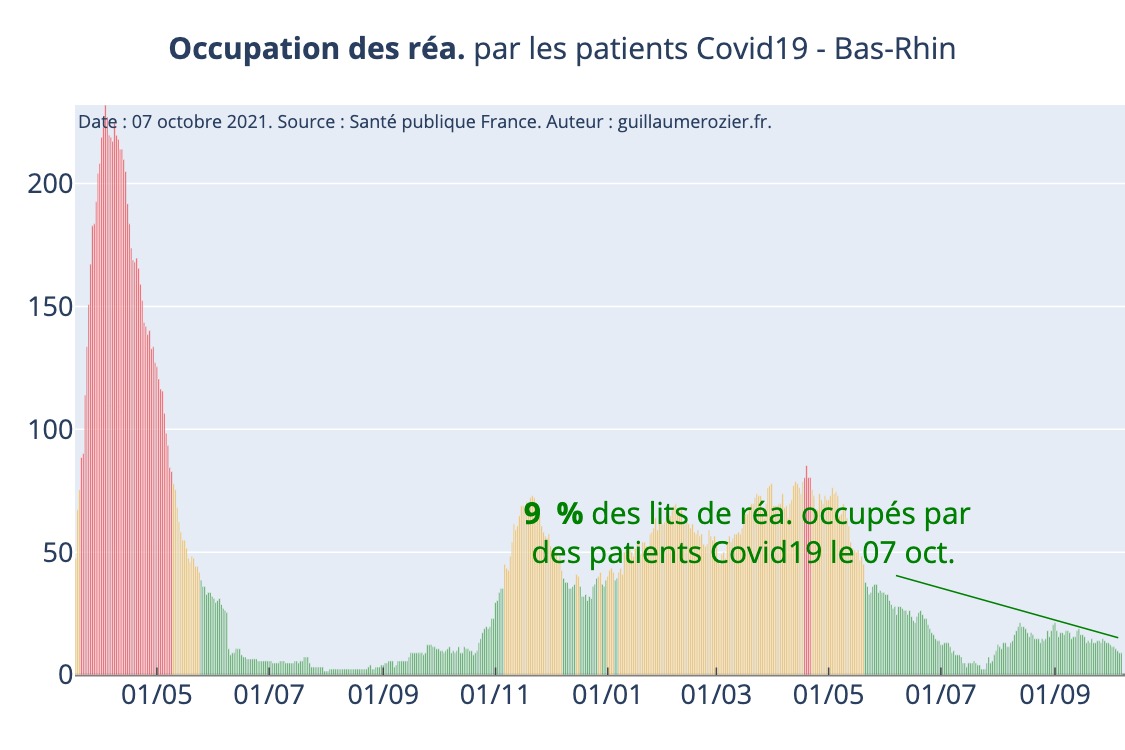 Occupation des réa. par les patients Covid19 - Bas-Rhin
Date : 07 octobre 2021. Source : Santé publique France. Auteur : guillaumerozier.fr.
200
150
100
50
0
9 % des lits de réa. occupés par
des patients Covid19 le 07 oct.
01/05 01/07 01/09 01/11 01/01 01/03 01/05 01/07 01/09